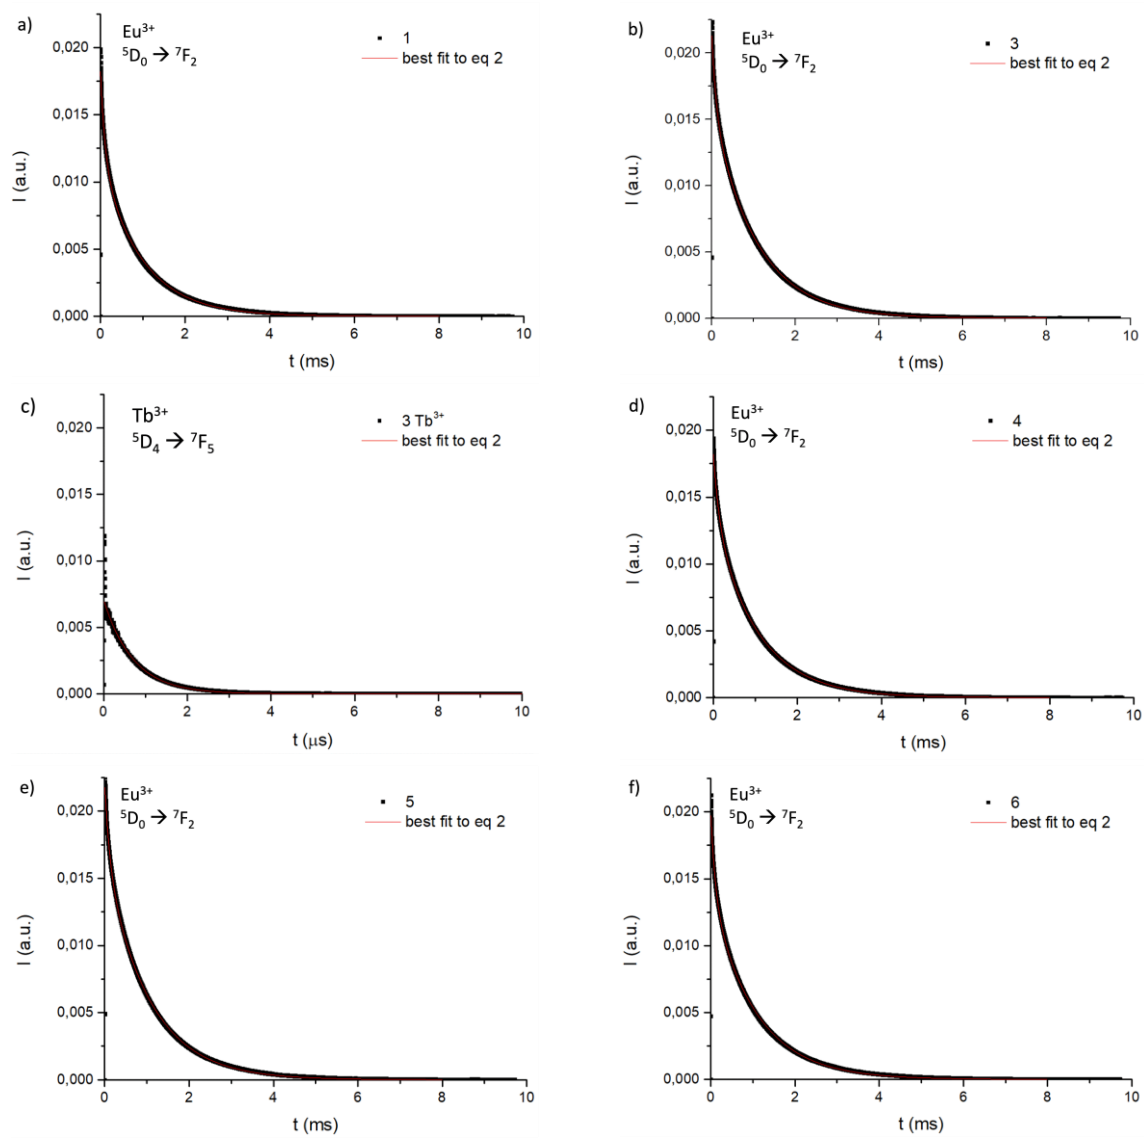 a)
Eu³⁺
⁵D₀ → ⁷F₂
1
best fit to eq 2
0,020
0,015
0,010
0,005
0,000
I (a.u.)
0 2 4 6 8 10
t (ms)
b)
Eu³⁺
⁵D₀ → ⁷F₂
3
best fit to eq 2
0,020
0,015
0,010
0,005
0,000
I (a.u.)
0 2 4 6 8 10
t (ms)
c)
Tb³⁺
⁵D₄ → ⁷F₅
3 Tb³⁺
best fit to eq 2
0,020
0,015
0,010
0,005
0,000
I (a.u.)
0 2 4 6 8 10
t (μs)
d)
Eu³⁺
⁵D₀ → ⁷F₂
4
best fit to eq 2
0,020
0,015
0,010
0,005
0,000
I (a.u.)
0 2 4 6 8 10
t (ms)
e)
Eu³⁺
⁵D₀ → ⁷F₂
5
best fit to eq 2
0,020
0,015
0,010
0,005
0,000
I (a.u.)
0 2 4 6 8 10
t (ms)
f)
Eu³⁺
⁵D₀ → ⁷F₂
6
best fit to eq 2
0,020
0,015
0,010
0,005
0,000
I (a.u.)
0 2 4 6 8 10
t (ms)